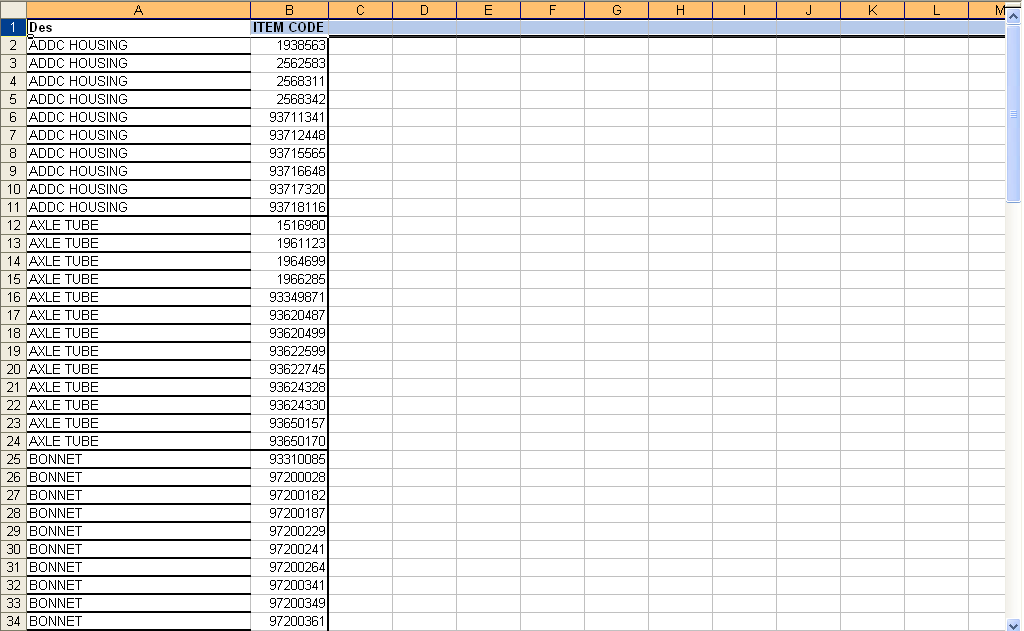 A B C D E F G H I J K L M
1 Des ITEM CODE
2 ADDC HOUSING 1938563
3 ADDC HOUSING 2562583
4 ADDC HOUSING 2568311
5 ADDC HOUSING 2568342
6 ADDC HOUSING 93711341
7 ADDC HOUSING 93712448
8 ADDC HOUSING 93715565
9 ADDC HOUSING 93716648
10 ADDC HOUSING 93717320
11 ADDC HOUSING 93718116
12 AXLE TUBE 1516980
13 AXLE TUBE 1961123
14 AXLE TUBE 1964699
15 AXLE TUBE 1966285
16 AXLE TUBE 93349871
17 AXLE TUBE 93620487
18 AXLE TUBE 93620499
19 AXLE TUBE 93622599
20 AXLE TUBE 93622745
21 AXLE TUBE 93624328
22 AXLE TUBE 93624330
23 AXLE TUBE 93650157
24 AXLE TUBE 93650170
25 BONNET 93310085
26 BONNET 97200028
27 BONNET 97200182
28 BONNET 97200187
29 BONNET 97200229
30 BONNET 97200241
31 BONNET 97200264
32 BONNET 97200341
33 BONNET 97200349
34 BONNET 97200361